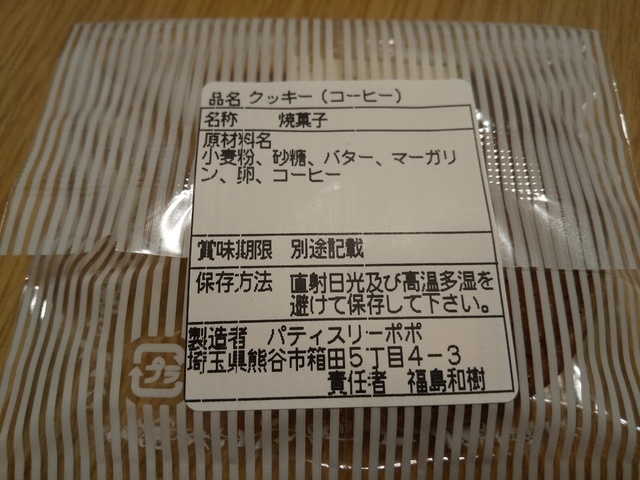 品名 クッキー(コーヒー)
名称 焼菓子
原材料名
小麦粉、砂糖、バター、マーガリ
ン、卵、コーヒー
賞味期限 別途記載
保存方法 直射日光及び高温多湿を
避けて保存して下さい。
製造者 パティスリーポポ
埼玉県熊谷市箱田5丁目4-3
責任者 福島和樹
プラ